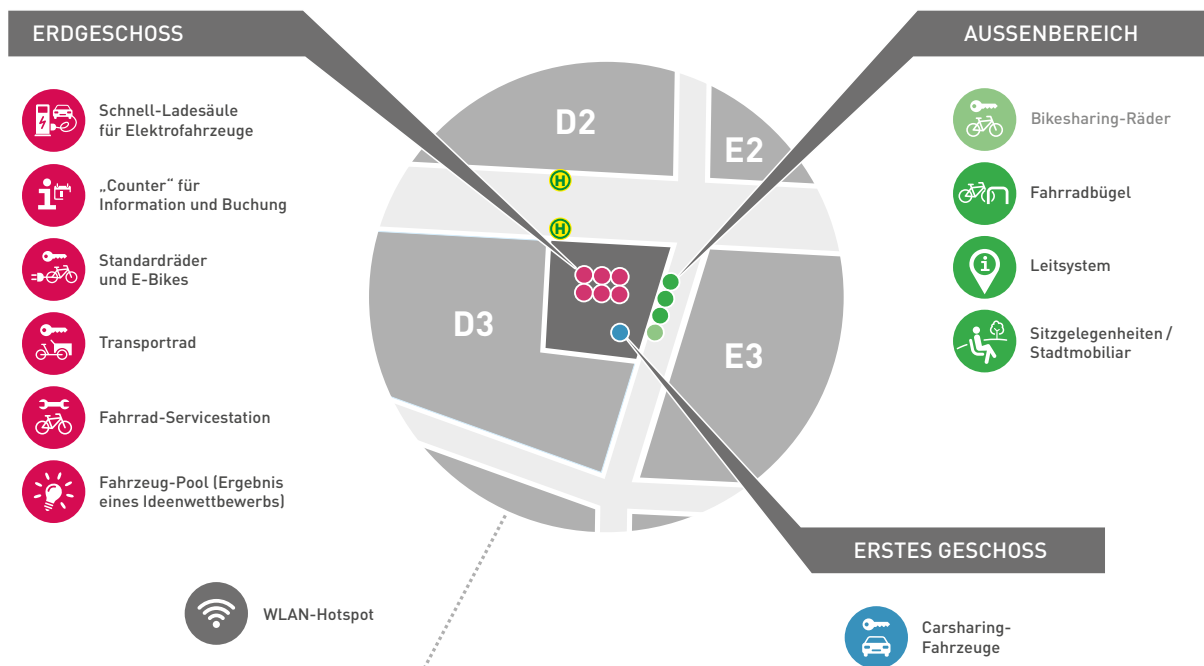 ERDGESCHOSS
Schnell-Ladesäule
für Elektrofahrzeuge
„Counter“ für
Information und Buchung
Standardräder
und E-Bikes
Transportrad
Fahrrad-Servicestation
Fahrzeug-Pool (Ergebnis
eines Ideenwettbewerbs)
WLAN-Hotspot
D2
E2
H
H
D3
E3
AUSSENBEREICH
Bikesharing-Räder
Fahrradbügel
Leitsystem
Sitzgelegenheiten /
Stadtmobiliar
ERSTES GESCHOSS
Carsharing-
Fahrzeuge